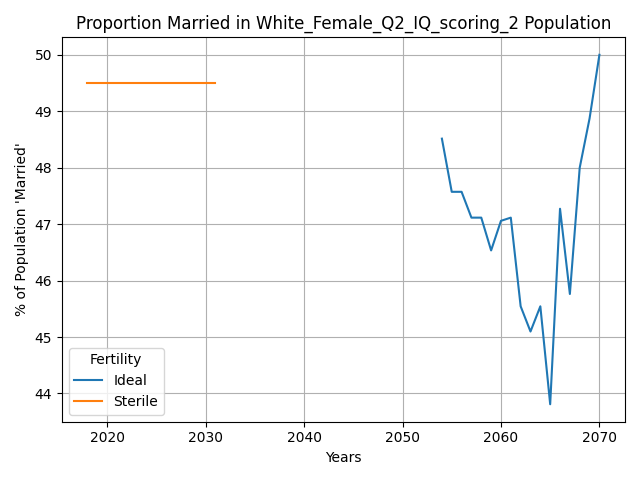 Proportion Married in White_Female_Q2_IQ_scoring_2 Population
% of Population 'Married'
50
49
48
47
46
45
44
Fertility
Ideal
Sterile
2020 2030 2040 2050 2060 2070
Years